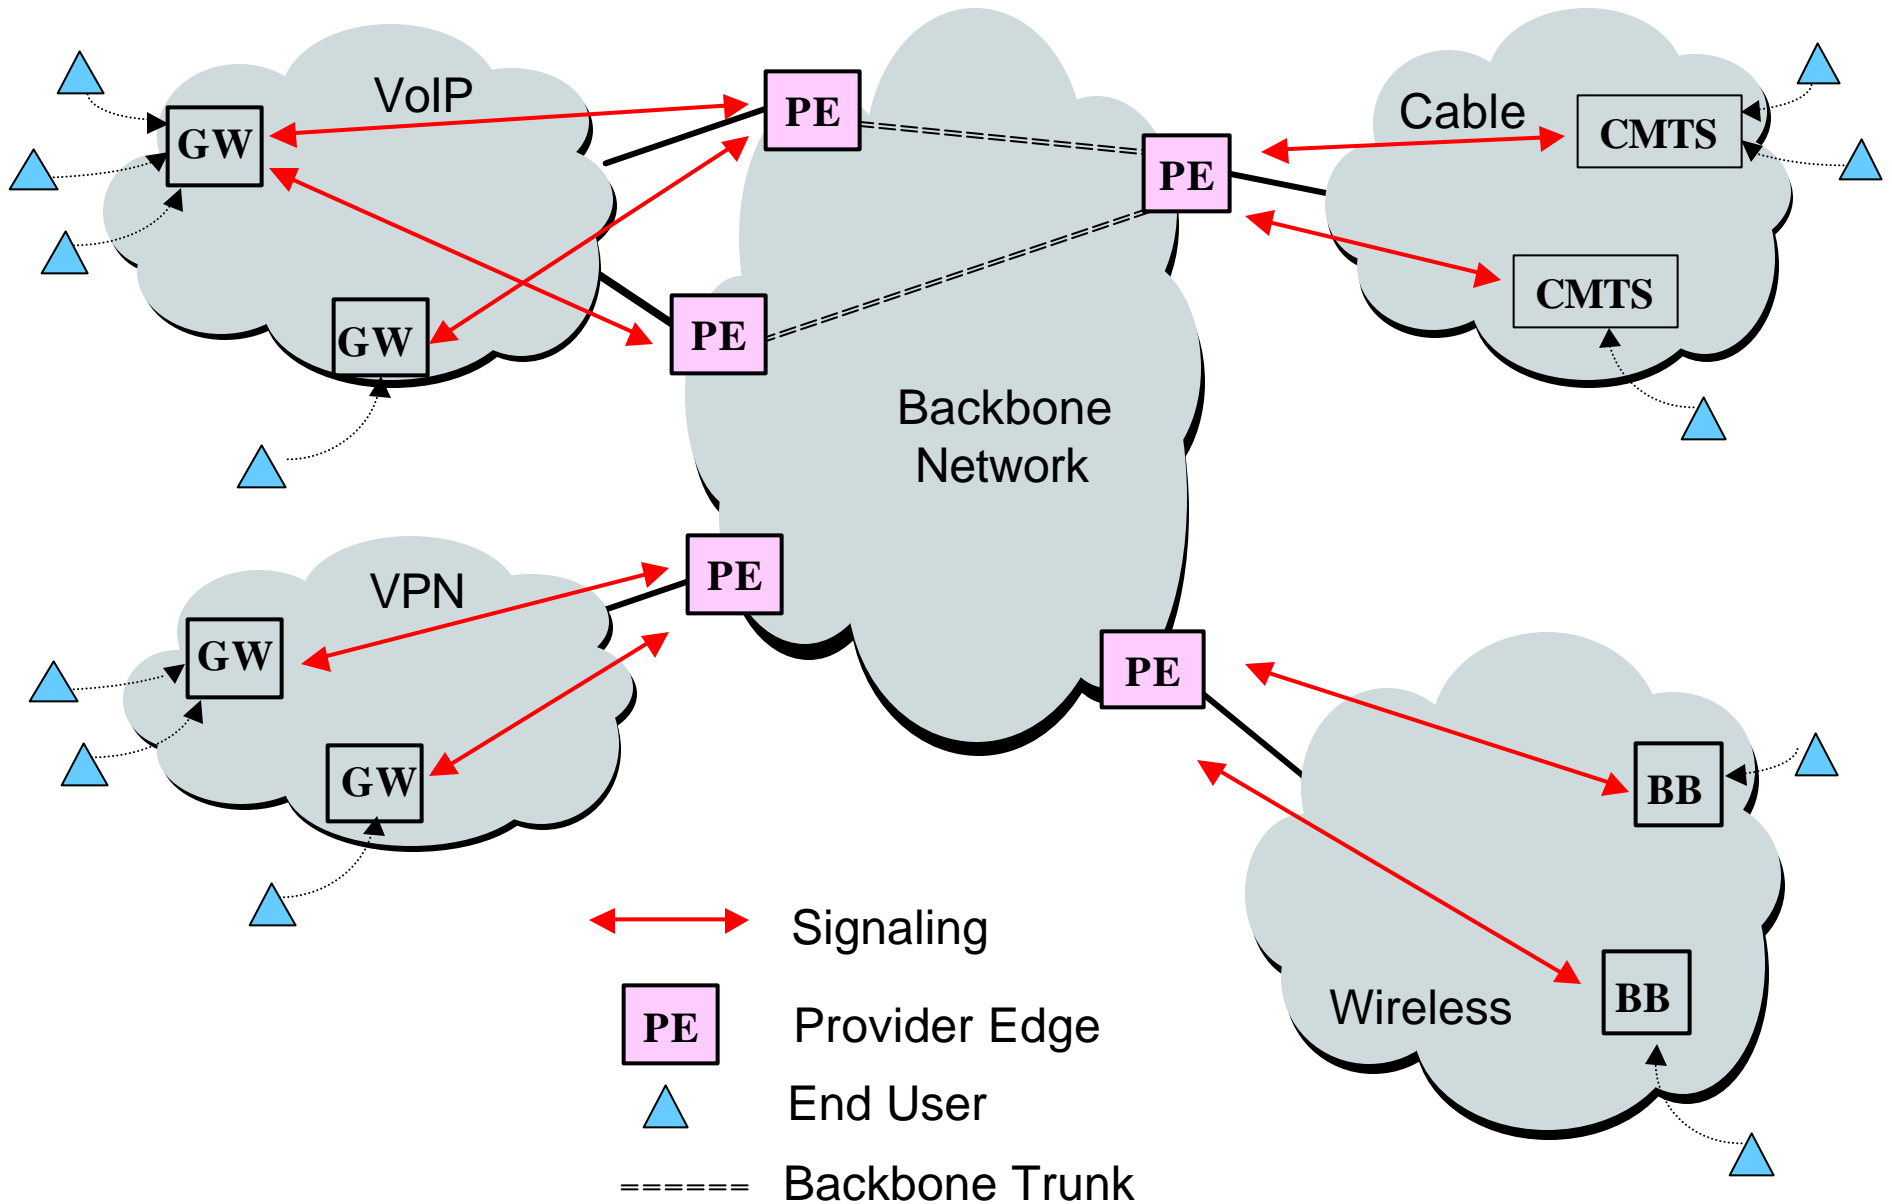 VoIP
PE
Cable
CMTS
GW
PE
CMTS
GW
PE
Backbone
Network
VPN
PE
GW
PE
GW
BB
Signaling
BB
Wireless
PE
Provider Edge
End User
Backbone Trunk